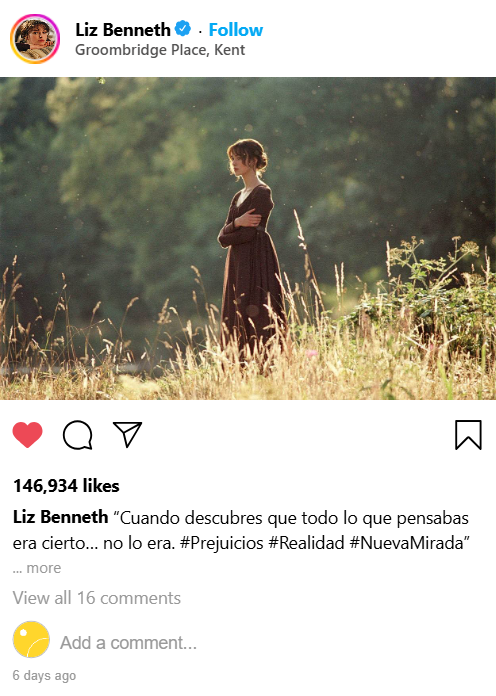 Liz Benneth · Follow
Groombridge Place, Kent
146,934 likes
Liz Benneth “Cuando descubres que todo lo que pensabas
era cierto... no lo era. #Prejuicios #Realidad #NuevaMirada”
... more
View all 16 comments
Add a comment...
6 days ago